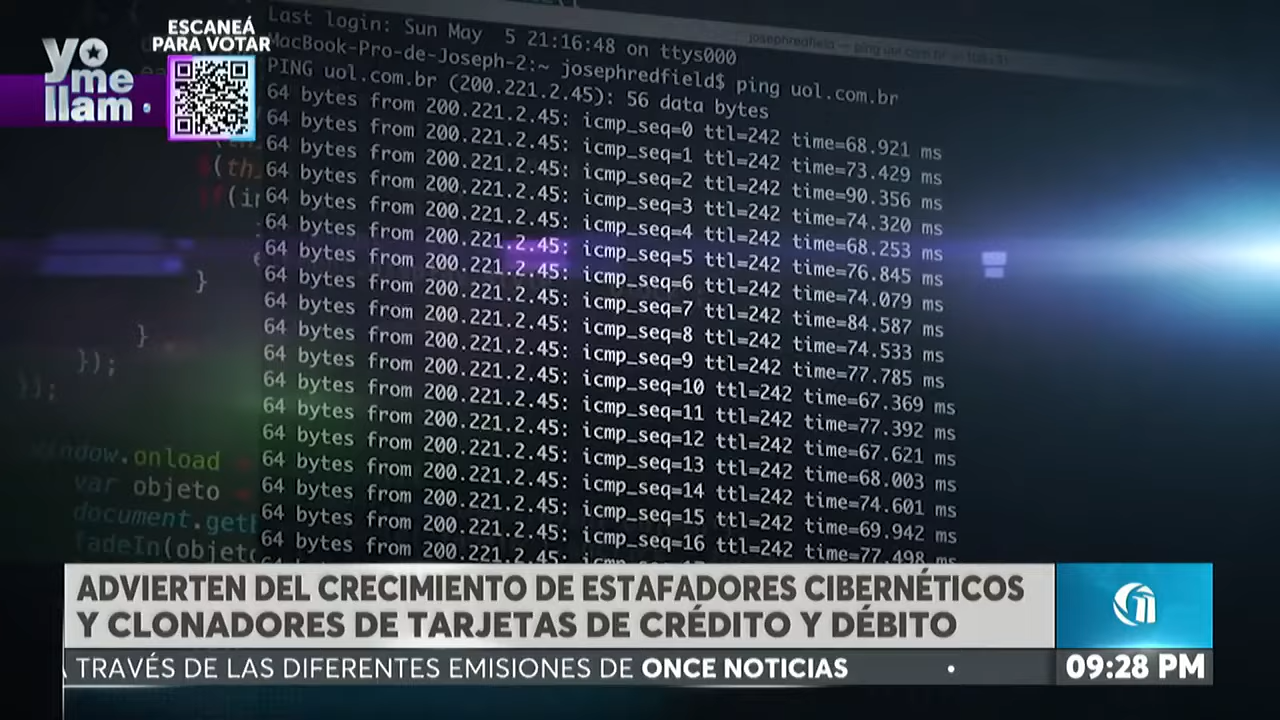 yo
me
llam
ESCANEÁ
PARA VOTAR
Last login: Sun May  5 21:16:48 on ttys000
MacBook-Pro-de-Joseph-2:~ josephredfield$ ping uol.com.br
PING uol.com.br (200.221.2.45): 56 data bytes
64 bytes from 200.221.2.45: icmp_seq=0 ttl=242 time=68.921 ms
64 bytes from 200.221.2.45: icmp_seq=1 ttl=242 time=73.429 ms
64 bytes from 200.221.2.45: icmp_seq=2 ttl=242 time=90.356 ms
64 bytes from 200.221.2.45: icmp_seq=3 ttl=242 time=74.320 ms
64 bytes from 200.221.2.45: icmp_seq=4 ttl=242 time=68.253 ms
64 bytes from 200.221.2.45: icmp_seq=5 ttl=242 time=76.845 ms
64 bytes from 200.221.2.45: icmp_seq=6 ttl=242 time=74.079 ms
64 bytes from 200.221.2.45: icmp_seq=7 ttl=242 time=84.587 ms
64 bytes from 200.221.2.45: icmp_seq=8 ttl=242 time=74.533 ms
64 bytes from 200.221.2.45: icmp_seq=9 ttl=242 time=77.785 ms
64 bytes from 200.221.2.45: icmp_seq=10 ttl=242 time=67.369 ms
64 bytes from 200.221.2.45: icmp_seq=11 ttl=242 time=77.392 ms
64 bytes from 200.221.2.45: icmp_seq=12 ttl=242 time=67.621 ms
64 bytes from 200.221.2.45: icmp_seq=13 ttl=242 time=68.003 ms
64 bytes from 200.221.2.45: icmp_seq=14 ttl=242 time=74.601 ms
64 bytes from 200.221.2.45: icmp_seq=15 ttl=242 time=69.942 ms
64 bytes from 200.221.2.45: icmp_seq=16 ttl=242 time=77.498 ms
}
}
});
});
window.onload
var objeto
document.getE
fadeIn(objeto
ADVIERTEN DEL CRECIMIENTO DE ESTAFADORES CIBERNÉTICOS
Y CLONADORES DE TARJETAS DE CRÉDITO Y DÉBITO
A TRAVÉS DE LAS DIFERENTES EMISIONES DE ONCE NOTICIAS •
09:28 PM